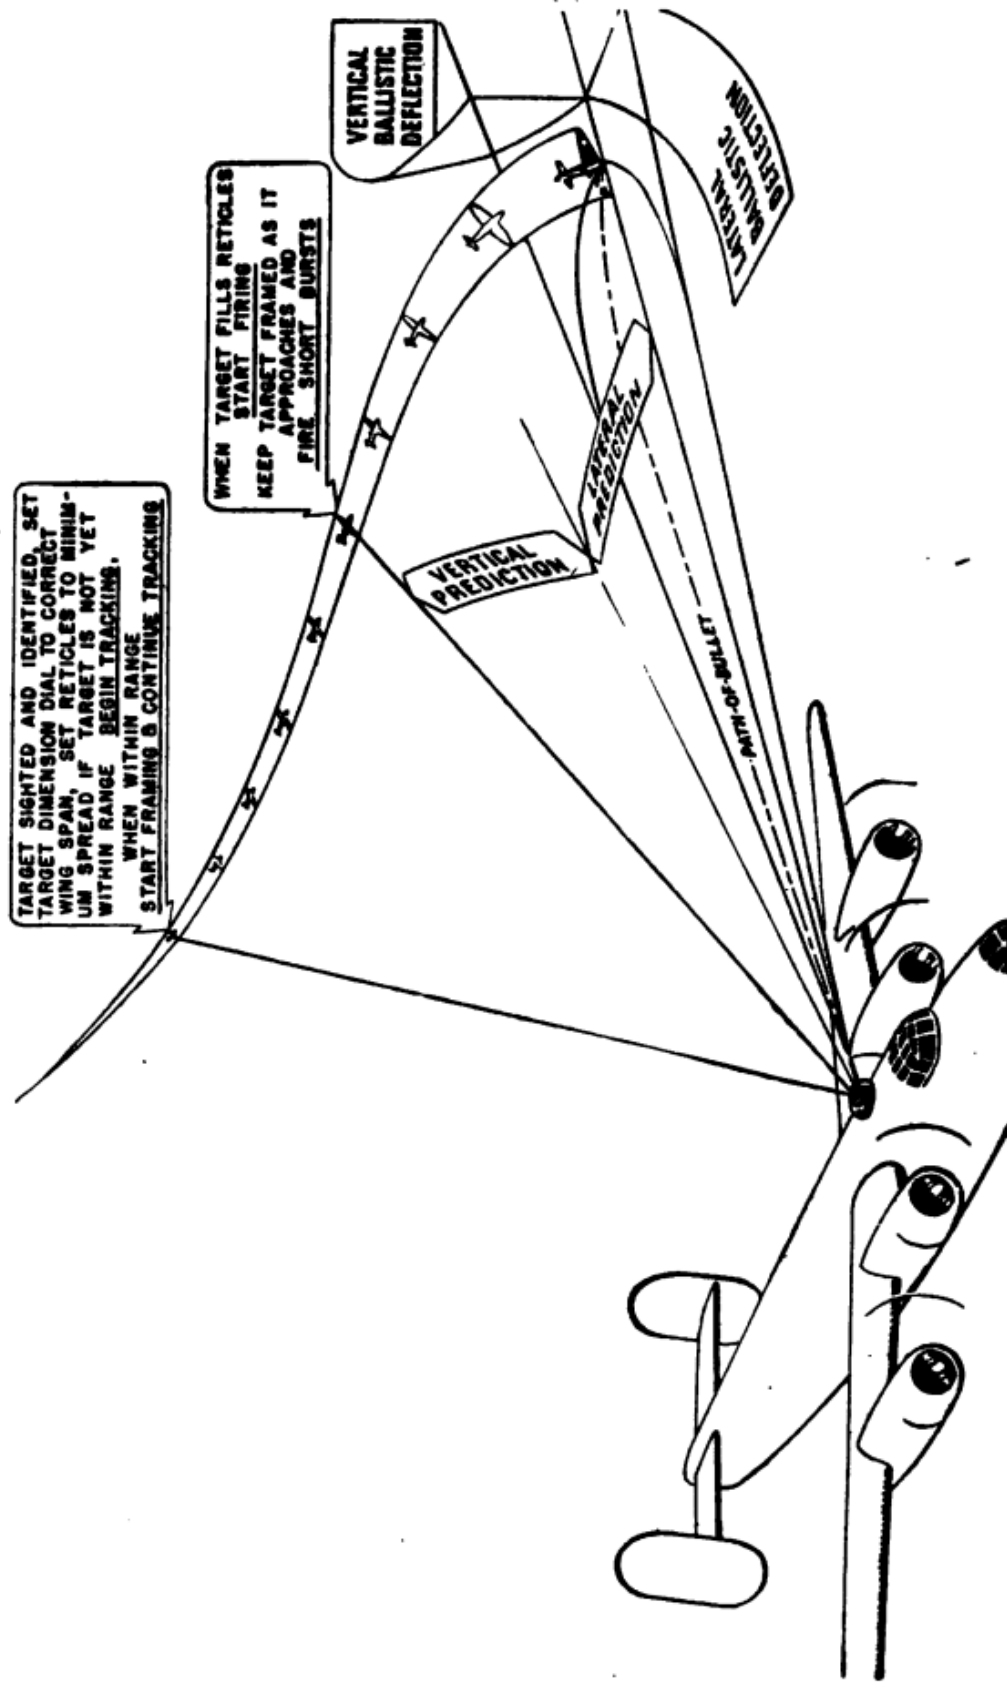 TARGET SIGHTED AND IDENTIFIED, SET
TARGET DIMENSION DIAL TO CORRECT
WING SPAN, SET RETICLES TO MINIM-
UM SPREAD IF TARGET IS NOT YET
WITHIN RANGE BEGIN TRACKING.
WHEN WITHIN RANGE
START FRAMING & CONTINUE TRACKING
WHEN TARGET FILLS RETICLES
START FIRING
KEEP TARGET FRAMED AS IT
APPROACHES AND
FIRE SHORT BURSTS
VERTICAL
BALLISTIC
DEFLECTION
VERTICAL
PREDICTION
LATERAL
PREDICTION
LATERAL
BALLISTIC
DEFLECTION
PATH-OF-BULLET